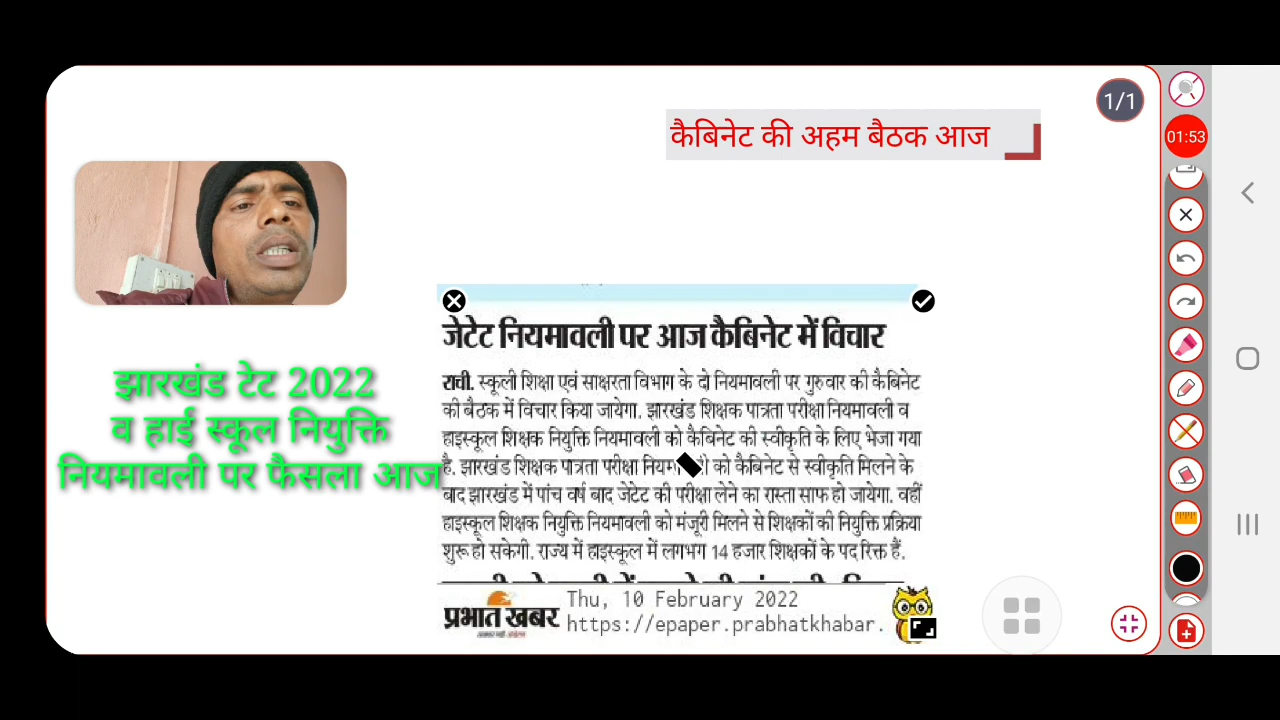 1/1
कैबिनेट की अहम बैठक आज
01:53
झारखंड टेट 2022
व हाई स्कूल नियुक्ति
नियमावली पर फैसला आज
जेटेट नियमावली पर आज कैबिनेट में विचार
रांची. स्कूली शिक्षा एवं साक्षरता विभाग के दो नियमावली पर गुरुवार की कैबिनेट
की बैठक में विचार किया जायेगा. झारखंड शिक्षक पात्रता परीक्षा नियमावली व
हाइस्कूल शिक्षक नियुक्ति नियमावली को कैबिनेट की स्वीकृति के लिए भेजा गया
है. झारखंड शिक्षक पात्रता परीक्षा को कैबिनेट से स्वीकृति मिलने के
बाद झारखंड में पांच वर्ष बाद जेटेट की परीक्षा लेने का रास्ता साफ हो जायेगा. वहीं
हाइस्कूल शिक्षक नियुक्ति नियमावली को मंजूरी मिलने से शिक्षकों की नियुक्ति प्रक्रिया
शुरू हो सकेगी. राज्य में हाइस्कूल में लगभग 14 हजार शिक्षकों के पद रिक्त हैं.
प्रभात खबर
Thu, 10 February 2022
https://epaper.prabhatkhabar.